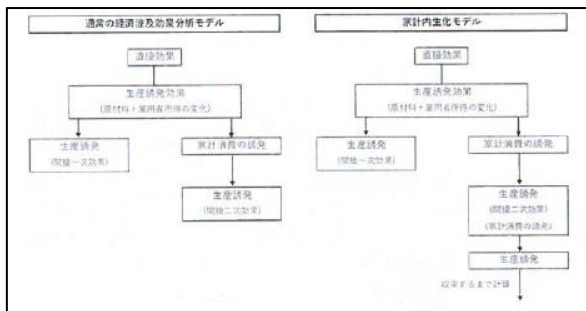 通常の経済波及効果分析モデル
直接効果
生産誘発効果
(原材料+雇用者所得の変化)
生産誘発
(間接一次効果)
家計消費の誘発
生産誘発
(間接二次効果)
家計内生化モデル
直接効果
生産誘発効果
(原材料+雇用者所得の変化)
生産誘発
(間接一次効果)
家計消費の誘発
生産誘発
(間接二次効果)
(家計消費の誘発)
生産誘発
収束するまで計算